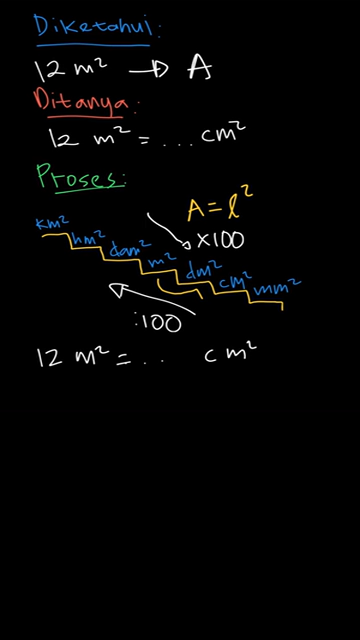 Diketahui:
12 m² → A
Ditanya:
12 m² = ... cm²
Proses:
A = l²
×100
km² hm² dam² m² dm² cm² mm²
:100
12 m² = ... cm²